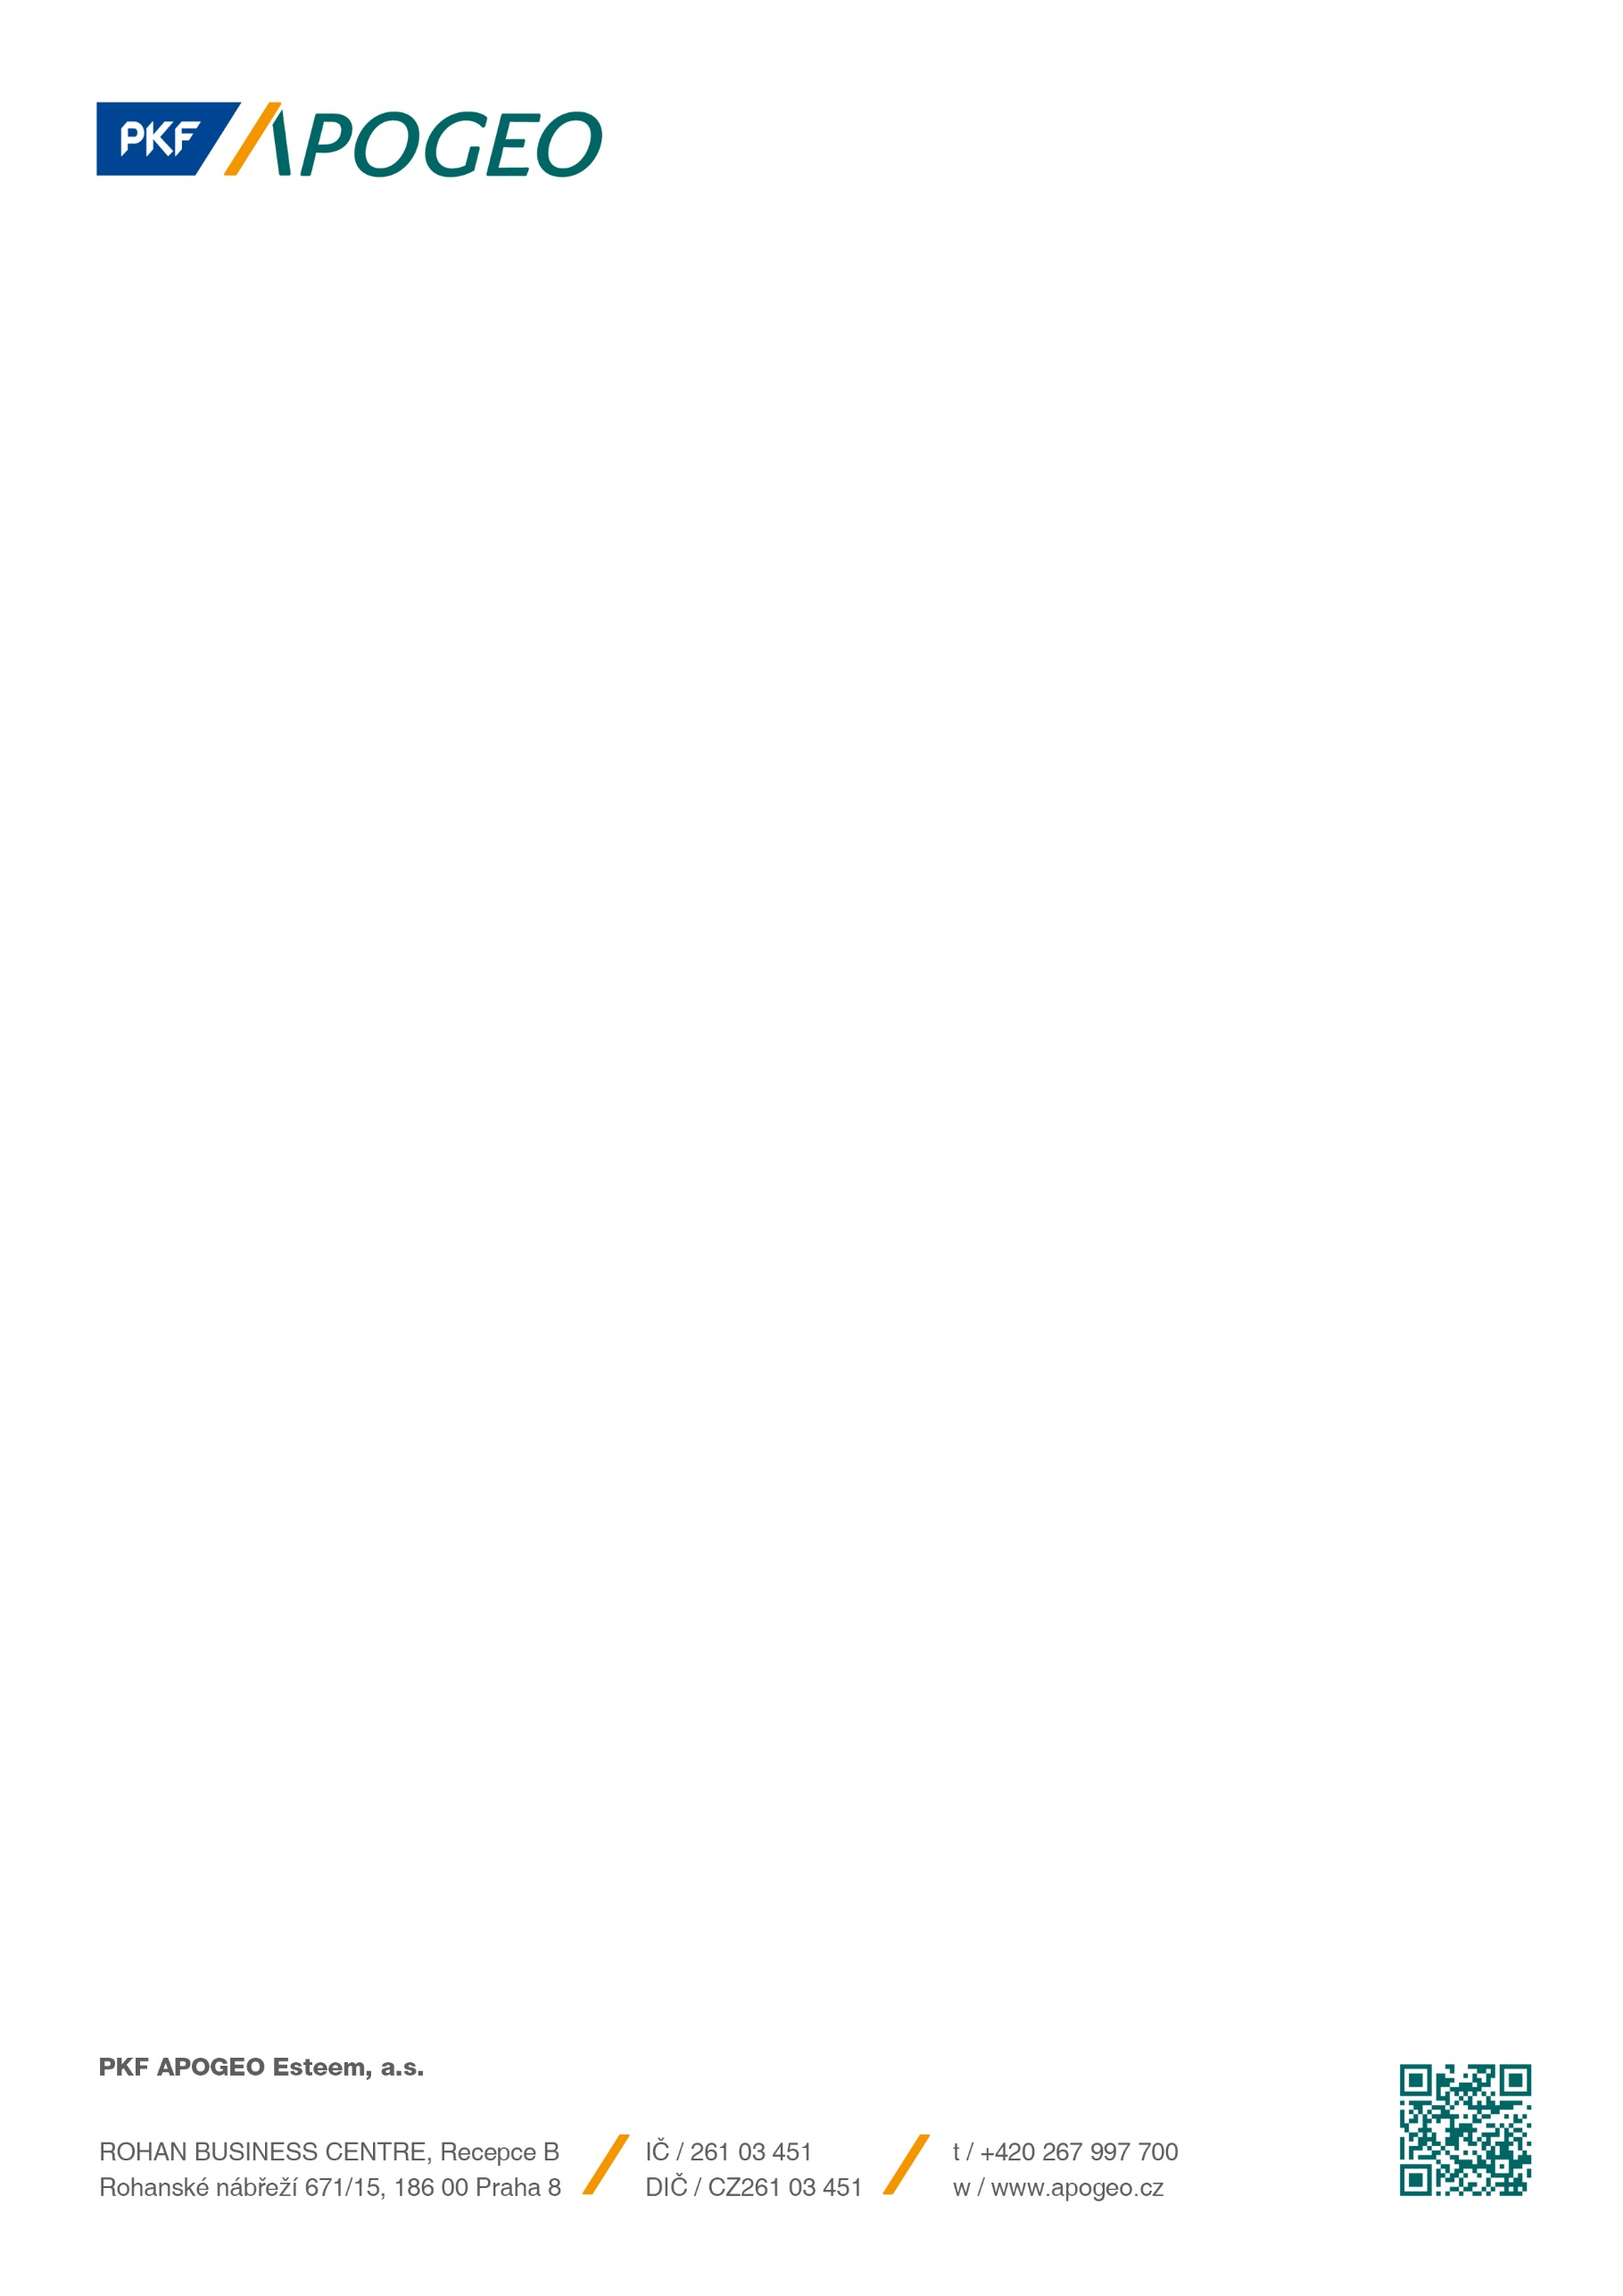 PKF APOGEO
PKF APOGEO Esteem, a.s.
ROHAN BUSINESS CENTRE, Recepce B
Rohanské nábřeží 671/15, 186 00 Praha 8
IČ / 261 03 451
DIČ / CZ261 03 451
t / +420 267 997 700
w / www.apogeo.cz